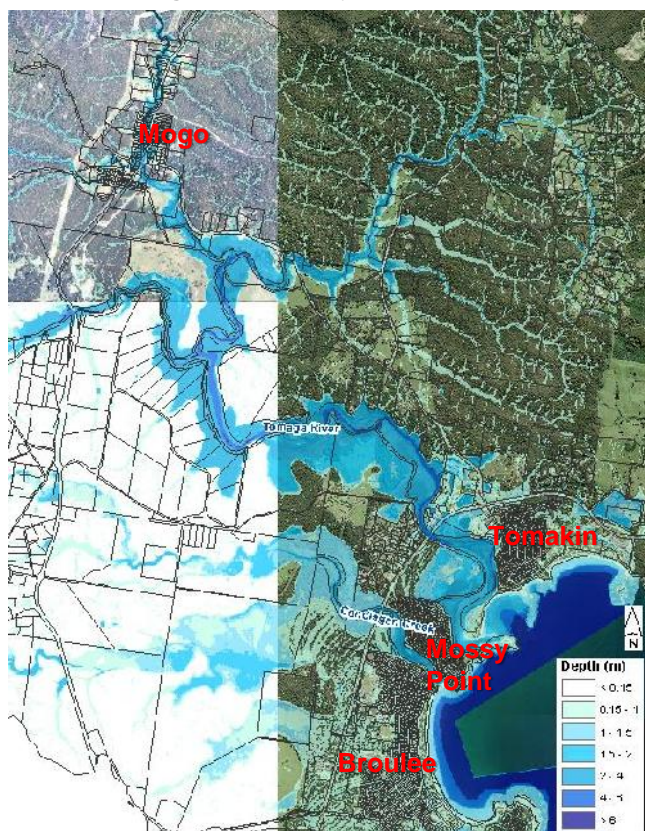 Mogo
Tomaga River
Tomakin
Candlagan Creek
Mossy
Point
Broulee
N
Depth (m)
< 0.15
0.15 - 1
1 - 1.5
1.5 - 2
2 - 4
4 - 6
> 6